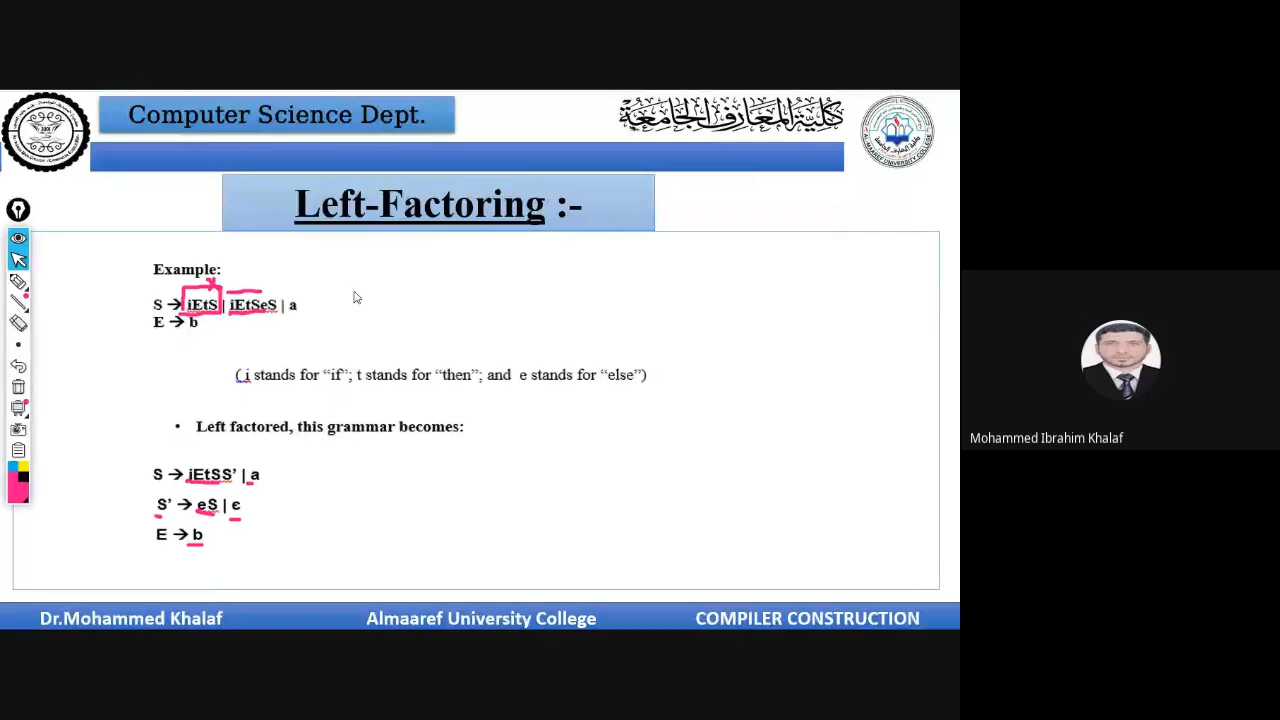 Computer Science Dept.
كلية المعارف الجامعة
Left-Factoring :-
Example:
S → iEtS | iEtSeS | a
E → b
( i stands for “if”; t stands for “then”; and e stands for “else”)
• Left factored, this grammar becomes:
S → iEtSS’ | a
S’ → eS | є
E → b
Dr.Mohammed Khalaf
Almaaref University College
COMPILER CONSTRUCTION
Mohammed Ibrahim Khalaf